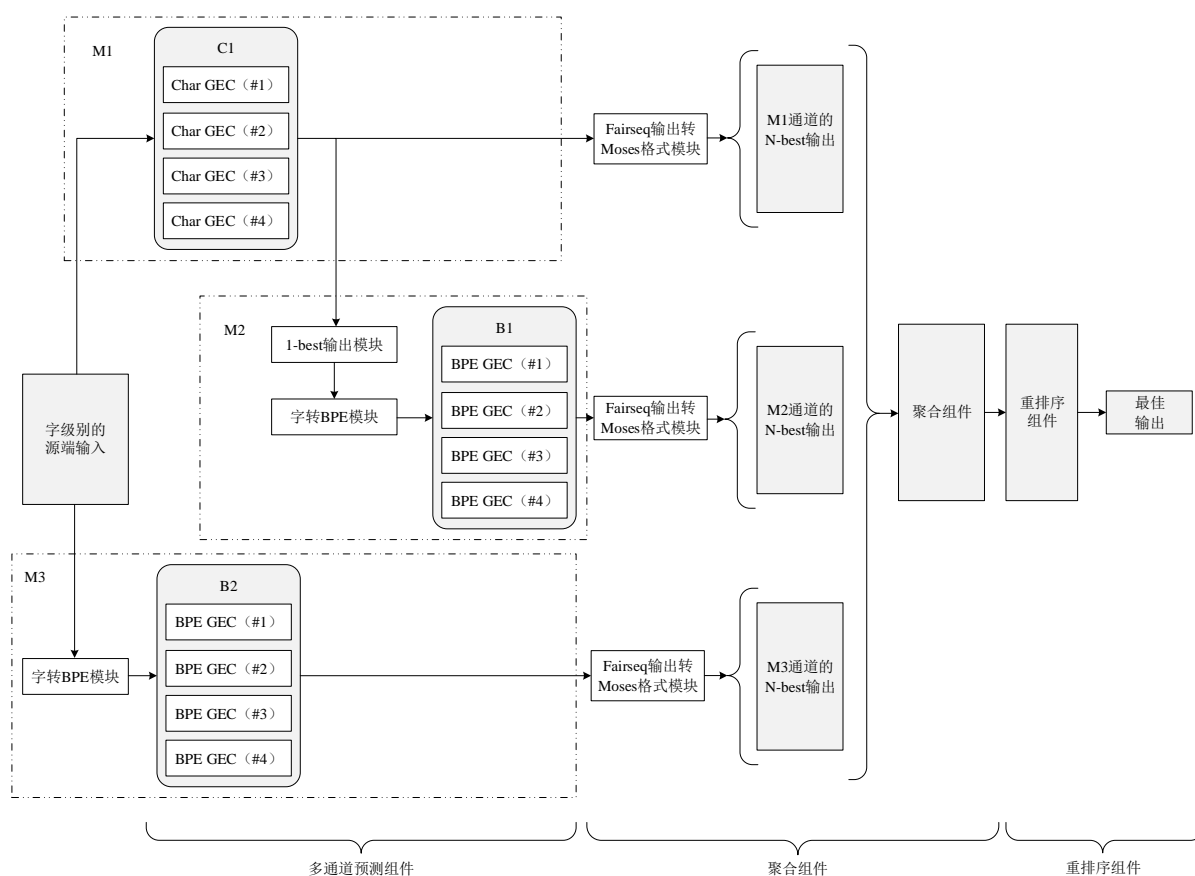 M1
C1
Char GEC（#1）
Char GEC（#2）
Char GEC（#3）
Char GEC（#4）
Fairseq输出转
Moses格式模块
M1通道的
N-best输出
M2
1-best输出模块
字转BPE模块
B1
BPE GEC（#1）
BPE GEC（#2）
BPE GEC（#3）
BPE GEC（#4）
Fairseq输出转
Moses格式模块
M2通道的
N-best输出
字级别的
源端输入
聚合组件
重排序
组件
最佳
输出
M3
字转BPE模块
B2
BPE GEC（#1）
BPE GEC（#2）
BPE GEC（#3）
BPE GEC（#4）
Fairseq输出转
Moses格式模块
M3通道的
N-best输出
多通道预测组件
聚合组件
重排序组件